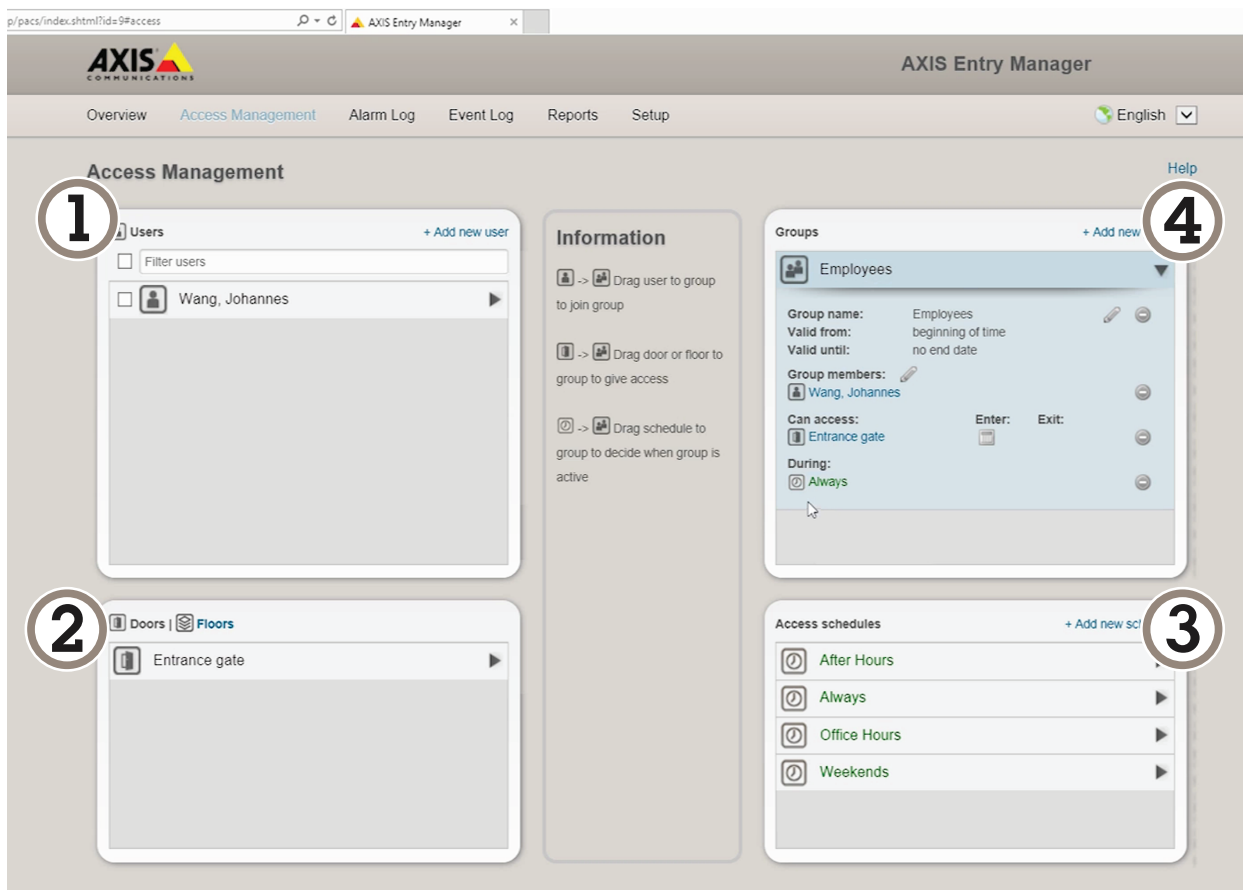 p/pacs/index.shtml?id=9#access
AXIS Entry Manager
AXIS
COMMUNICATIONS
AXIS Entry Manager
Overview Access Management Alarm Log Event Log Reports Setup
English
Access Management
Help
1
Users + Add new user
Filter users
Wang, Johannes
Information
-> Drag user to group
to join group
-> Drag door or floor to
group to give access
-> Drag schedule to
group to decide when group is
active
4
Groups + Add new
Employees
Group name: Employees
Valid from: beginning of time
Valid until: no end date
Group members:
Wang, Johannes
Can access: Enter: Exit:
Entrance gate
During:
Always
2
Doors | Floors
Entrance gate
3
Access schedules + Add new
After Hours
Always
Office Hours
Weekends